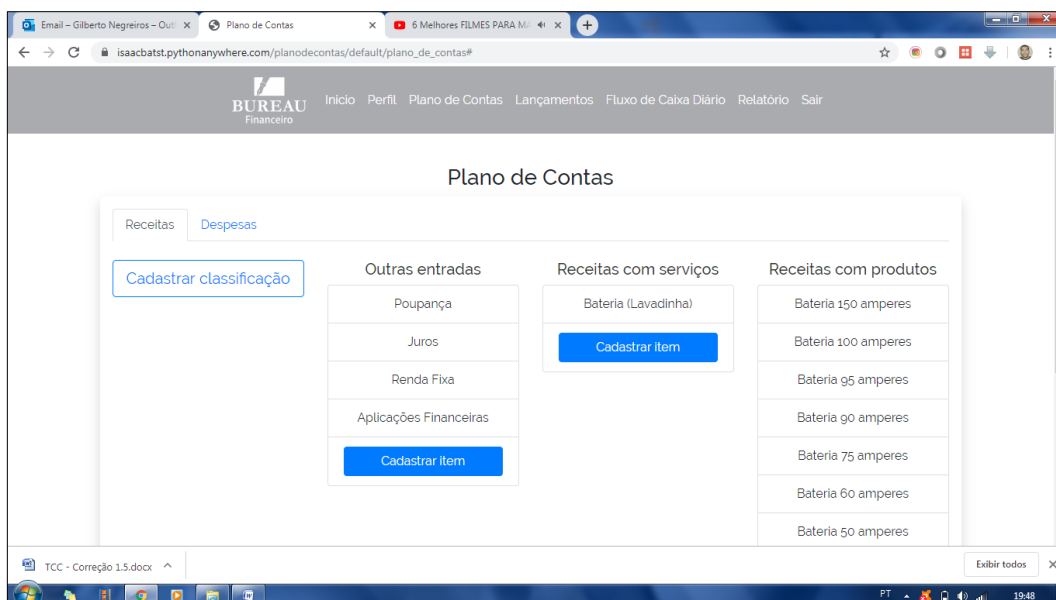 Email – Gilberto Negreiros – Out
Plano de Contas
6 Melhores FILMES PARA MA
isaacbatst.pythonanywhere.com/planodecontas/default/plano_de_contas#
BUREAU
Financeiro
Inicio Perfil Plano de Contas Lançamentos Fluxo de Caixa Diário Relatório Sair
Plano de Contas
Receitas Despesas
Cadastrar classificação
Outras entradas
Poupança
Juros
Renda Fixa
Aplicações Financeiras
Cadastrar item
Receitas com serviços
Bateria (Lavadinha)
Cadastrar item
Receitas com produtos
Bateria 150 amperes
Bateria 100 amperes
Bateria 95 amperes
Bateria 90 amperes
Bateria 75 amperes
Bateria 60 amperes
Bateria 50 amperes
TCC - Correção 1.5.docx
Exibir todos
PT
19:48